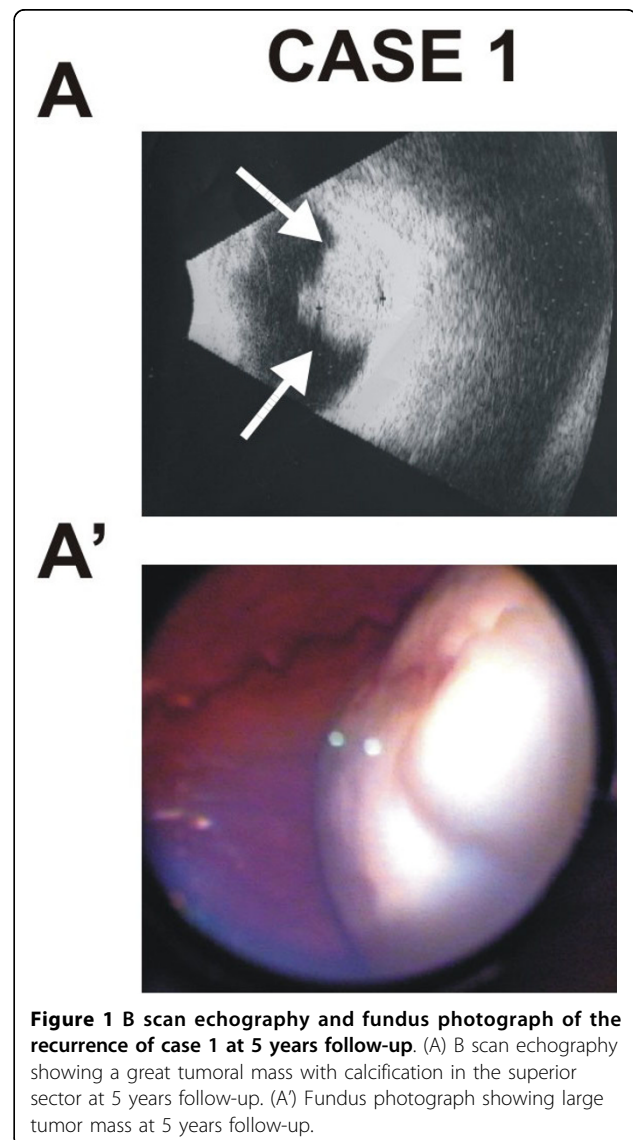 CASE 1
A
A’
Figure 1 B scan echography and fundus photograph of the
recurrence of case 1 at 5 years follow-up. (A) B scan echography
showing a great tumoral mass with calcification in the superior
sector at 5 years follow-up. (A’) Fundus photograph showing large
tumor mass at 5 years follow-up.